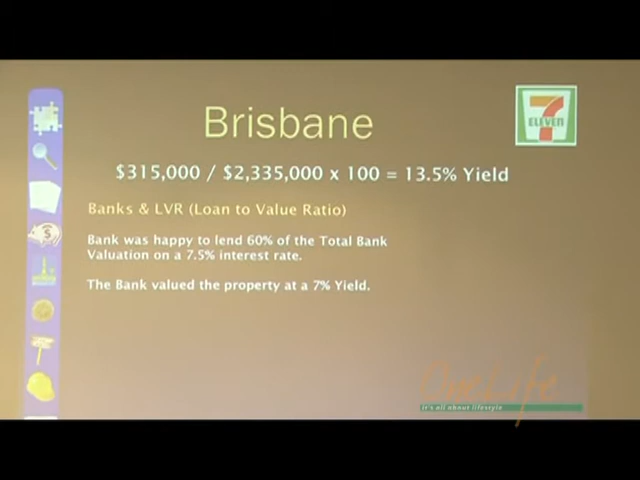 Brisbane
7
ELEVEN
$315,000 / $2,335,000 x 100 = 13.5% Yield
Banks & LVR (Loan to Value Ratio)
Bank was happy to lend 60% of the Total Bank
Valuation on a 7.5% interest rate.
The Bank valued the property at a 7% Yield.
OneLife
it's all about lifestyle